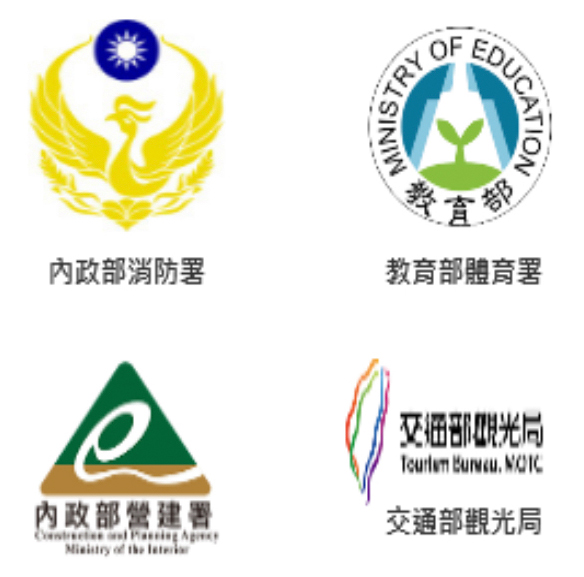 MINISTRY OF EDUCATION
教育部
內政部消防署
教育部體育署
內政部營建署
Construction and Planning Agency
Ministry of the Interior
交通部觀光局
Tourism Bureau, MOTC
交通部觀光局